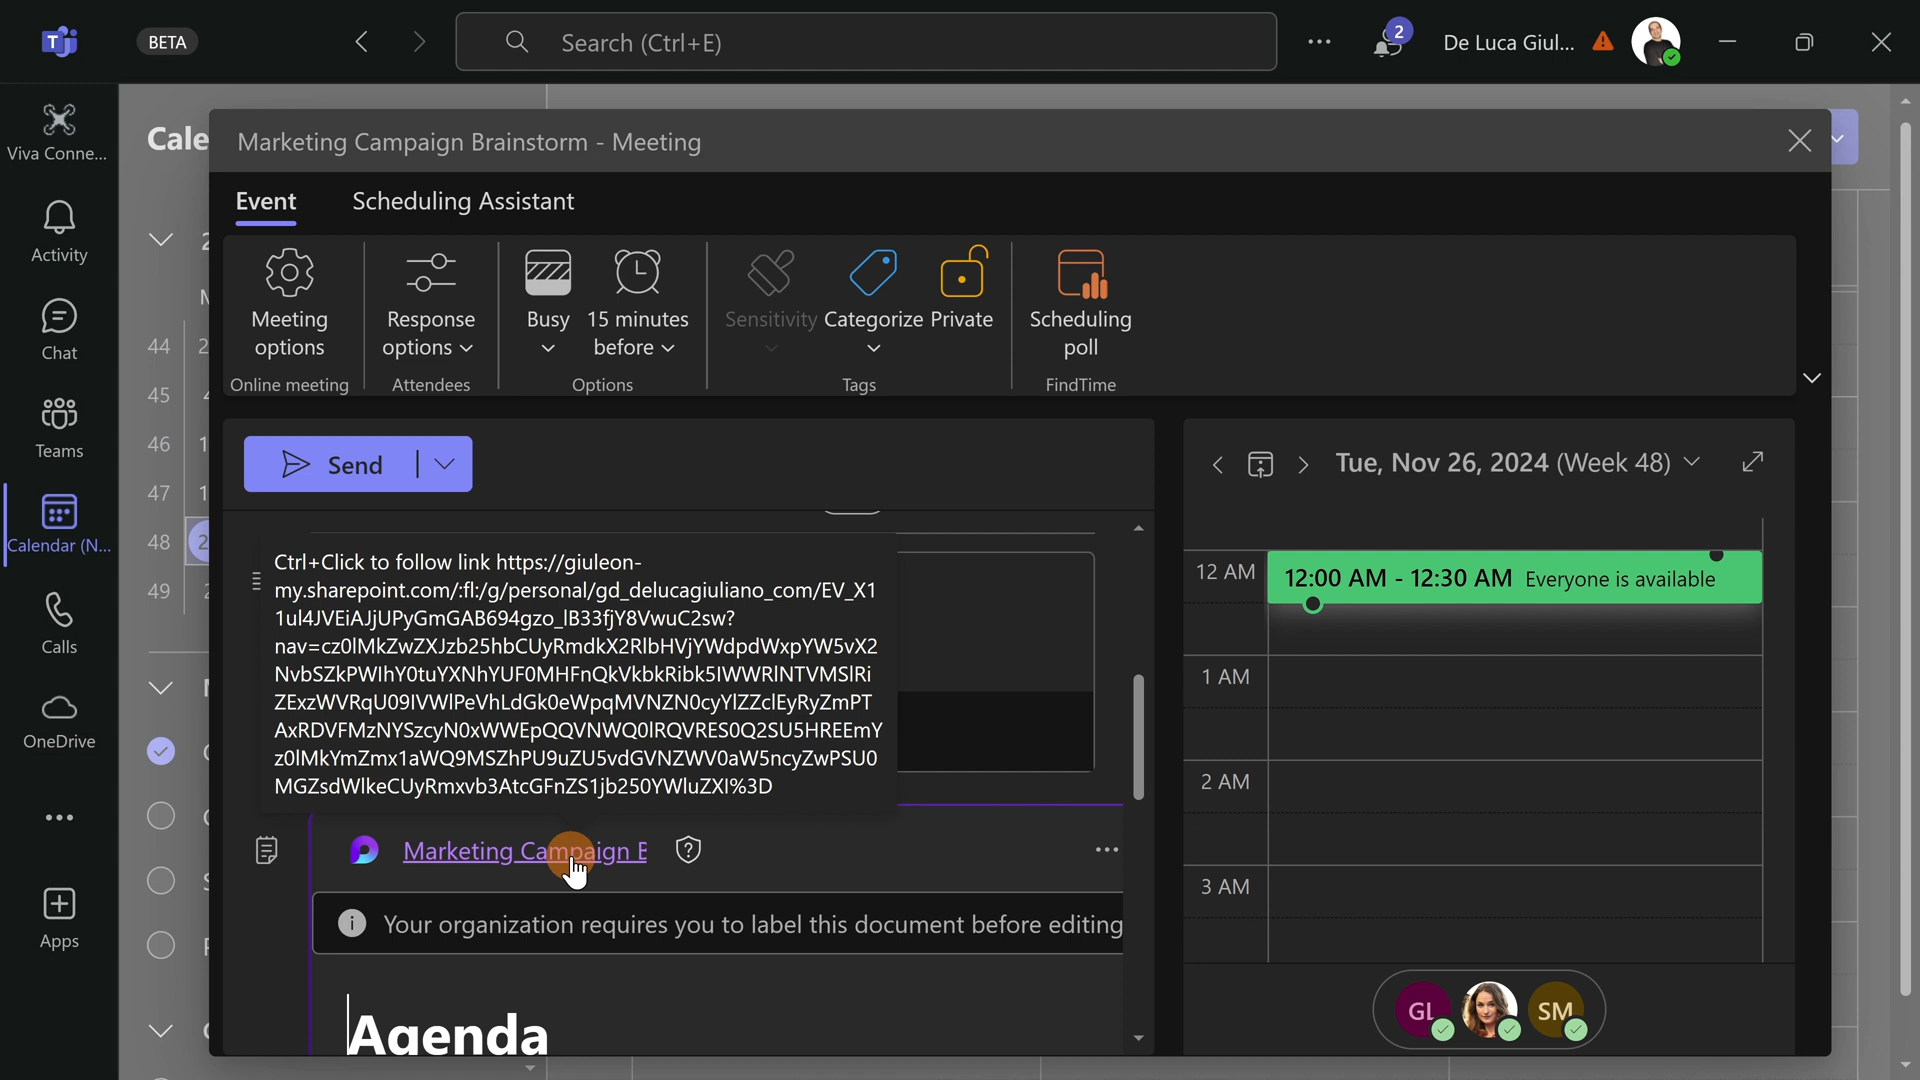 BETA
Search (Ctrl+E)
2
De Luca Giul...
Viva Conne...
Activity
Chat
Teams
Calendar (N...
Calls
OneDrive
Apps
Cale
44
45
46
47
48
49
Marketing Campaign Brainstorm - Meeting
Event
Scheduling Assistant
Meeting
options
Online meeting
Response
options
Attendees
Busy
15 minutes
before
Options
Sensitivity
Categorize
Private
Tags
Scheduling
poll
FindTime
Send
Ctrl+Click to follow link https://giuleon-
my.sharepoint.com/:fl:/g/personal/gd_delucagiuliano_com/EV_X1
1ul4JVEiAJjUPyGmGAB694gzo_lB33fjY8VwuC2sw?
nav=cz0lMkZwZXJzb25hbCUyRmdkX2RlbHVjYWdpdWxpYW5vX2
NvbSZkPWIhY0tuYXNhYUF0MHFnQkVkbkRibk5IWWRlNTVMSlRi
ZExzWVRqU09IVWlPeVhLdGk0eWpqMVNZN0cyYlZZclEyRyZmPT
AxRDVFMzNYSzcyN0xWWEpQQVNWQ0lRQVRES0Q2SU5HREEmY
z0lMkYmZmx1aWQ9MSZhPU9uZU5vdGVNZWV0aW5ncyZwPSU0
MGZsdWlkeCUyRmxvb3AtcGFnZS1jb250YWluZXI%3D
Marketing Campaign B
Your organization requires you to label this document before editing
Agenda
Tue, Nov 26, 2024 (Week 48)
12 AM
12:00 AM - 12:30 AM Everyone is available
1 AM
2 AM
3 AM
GL
SM